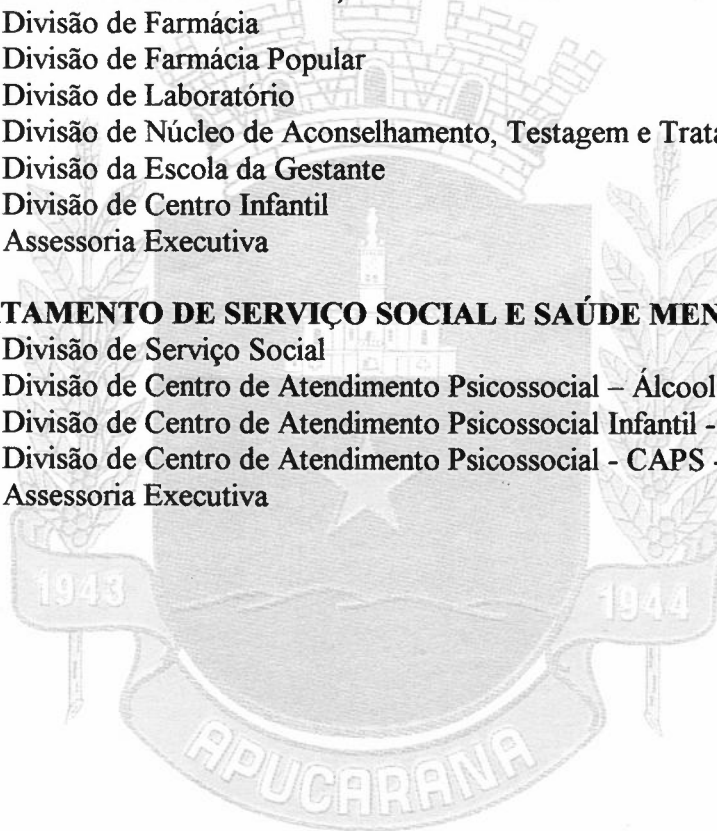 Divisão de Farmácia
Divisão de Farmácia Popular
Divisão de Laboratório
Divisão de Núcleo de Aconselhamento, Testagem e Trata
Divisão da Escola da Gestante
Divisão de Centro Infantil
Assessoria Executiva
TAMENTO DE SERVIÇO SOCIAL E SAÚDE MEN
Divisão de Serviço Social
Divisão de Centro de Atendimento Psicossocial – Álcool
Divisão de Centro de Atendimento Psicossocial Infantil -
Divisão de Centro de Atendimento Psicossocial - CAPS -
Assessoria Executiva
1943
1944
APUCARANA